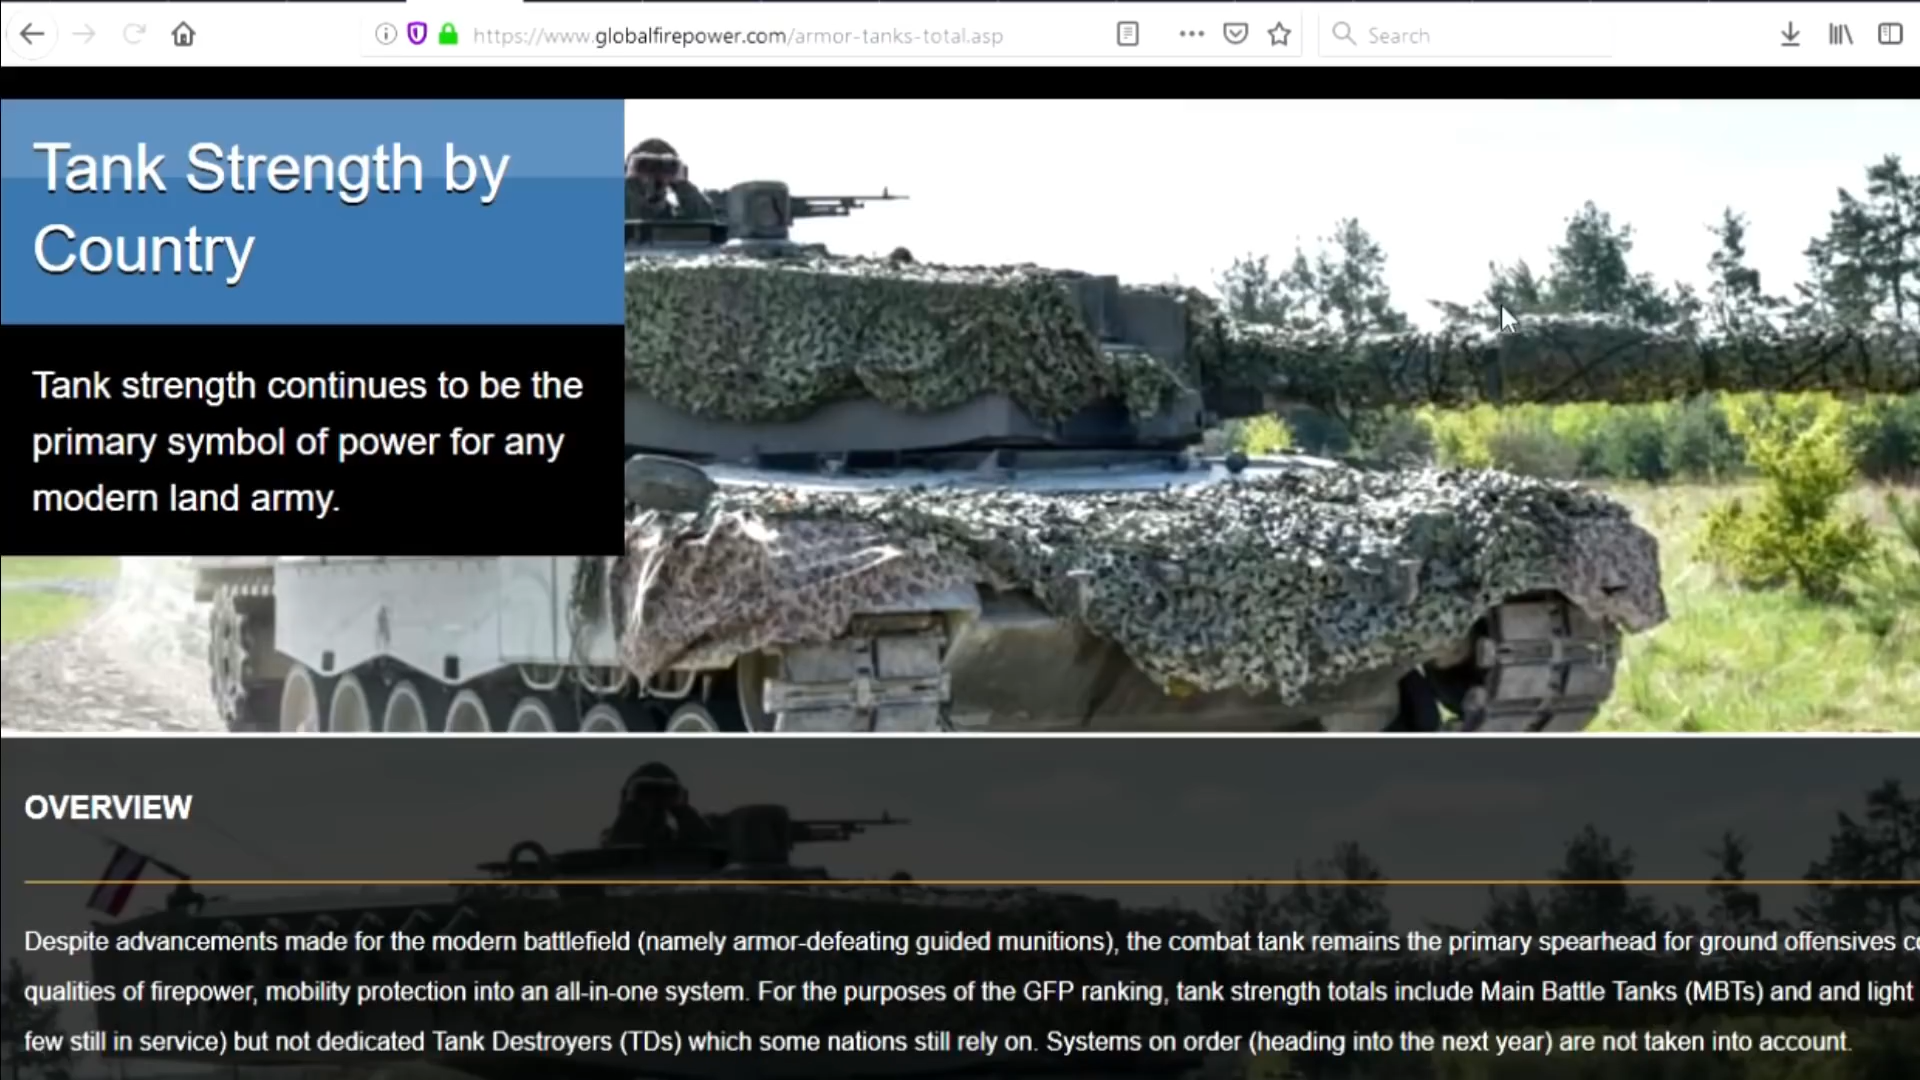 https://www.globalfirepower.com/armor-tanks-total.asp
Search
Tank Strength by
Country
Tank strength continues to be the
primary symbol of power for any
modern land army.
OVERVIEW
Despite advancements made for the modern battlefield (namely armor-defeating guided munitions), the combat tank remains the primary spearhead for ground offensives
qualities of firepower, mobility protection into an all-in-one system. For the purposes of the GFP ranking, tank strength totals include Main Battle Tanks (MBTs) and and light
few still in service) but not dedicated Tank Destroyers (TDs) which some nations still rely on. Systems on order (heading into the next year) are not taken into account.